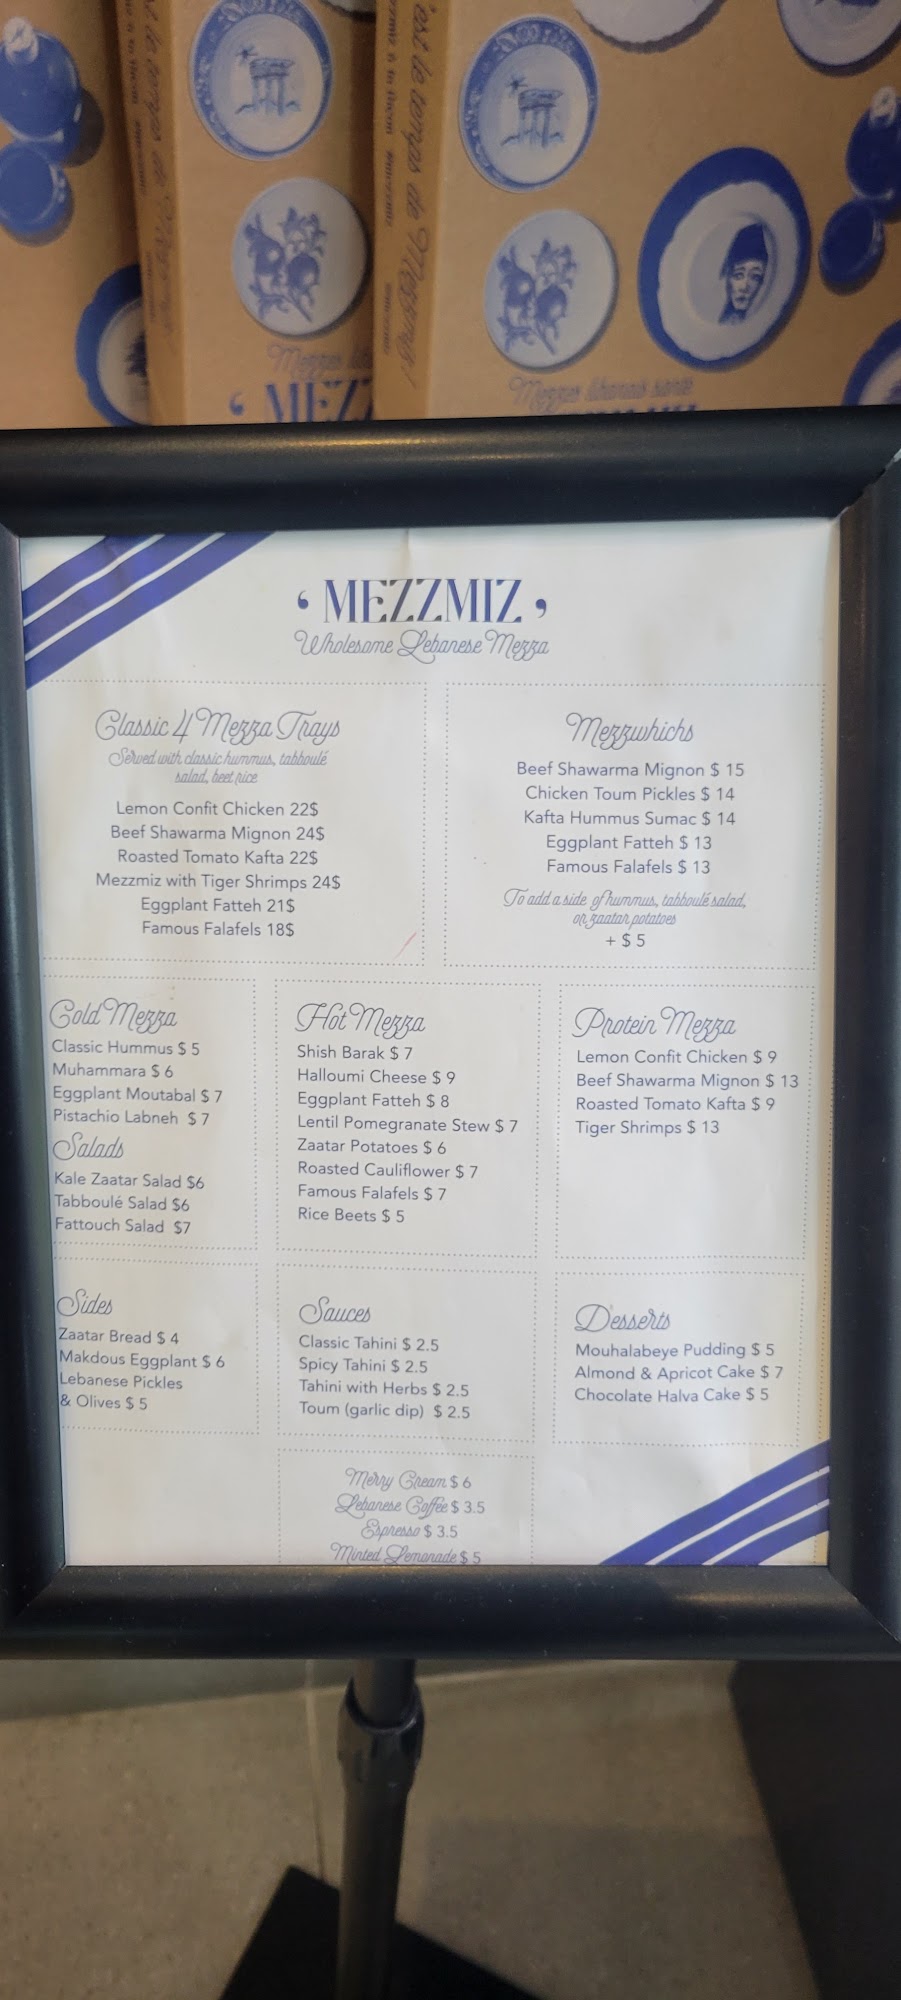 'MEZZ
'MEZZMIZ'
Wholesome Lebanese Mezza
Classic 4 Mezza Trays
Served with classic hummus, tabboulé
salad, beet rice
Lemon Confit Chicken 22$
Beef Shawarma Mignon 24$
Roasted Tomato Kafta 22$
Mezzmiz with Tiger Shrimps 24$
Eggplant Fatteh 21$
Famous Falafels 18$
Mezzwhichs
Beef Shawarma Mignon $ 15
Chicken Toum Pickles $ 14
Kafta Hummus Sumac $ 14
Eggplant Fatteh $ 13
Famous Falafels $ 13
To add a side of hummus, tabboulé salad,
or zaatar potatoes
+ $ 5
Cold Mezza
Classic Hummus $ 5
Muhammara $ 6
Eggplant Moutabal $ 7
Pistachio Labneh $ 7
Salads
Kale Zaatar Salad $6
Tabboulé Salad $6
Fattouch Salad $7
Hot Mezza
Shish Barak $ 7
Halloumi Cheese $ 9
Eggplant Fatteh $ 8
Lentil Pomegranate Stew $ 7
Zaatar Potatoes $ 6
Roasted Cauliflower $ 7
Famous Falafels $ 7
Rice Beets $ 5
Protein Mezza
Lemon Confit Chicken $ 9
Beef Shawarma Mignon $ 13
Roasted Tomato Kafta $ 9
Tiger Shrimps $ 13
Sides
Zaatar Bread $ 4
Makdous Eggplant $ 6
Lebanese Pickles
& Olives $ 5
Sauces
Classic Tahini $ 2.5
Spicy Tahini $ 2.5
Tahini with Herbs $ 2.5
Toum (garlic dip) $ 2.5
Desserts
Mouhalabeye Pudding $ 5
Almond & Apricot Cake $ 7
Chocolate Halva Cake $ 5
Merry Cream $ 6
Lebanese Coffee $ 3.5
Espresso $ 3.5
Minted Lemonade $ 5